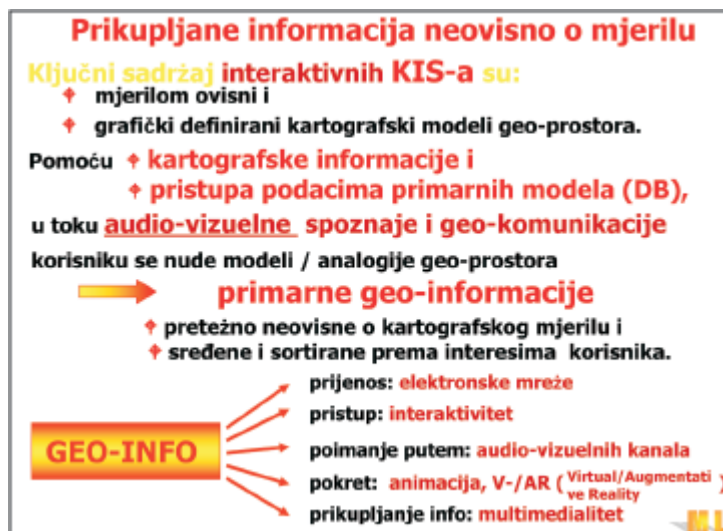 Prikupljane informacija neovisno o mjerilu
Ključni sadržaj interaktivnih KIS-a su:
mjerilom ovisni i
grafički definirani kartografski modeli geo-prostora.
Pomoću kartografske informacije i
pristupa podacima primarnih modela (DB),
u toku audio-vizuelne spoznaje i geo-komunikacije
korisniku se nude modeli / analogije geo-prostora
primarne geo-informacije
pretežno neovisne o kartografskog mjerilu i
sređene i sortirane prema interesima korisnika.
GEO-INFO
prijenos: elektronske mreže
pristup: interaktivitet
poimanje putem: audio-vizuelnih kanala
pokret: animacija, V-/AR ( Virtual/Augmentati
ve Reality )
prikupljanje info: multimedialitet